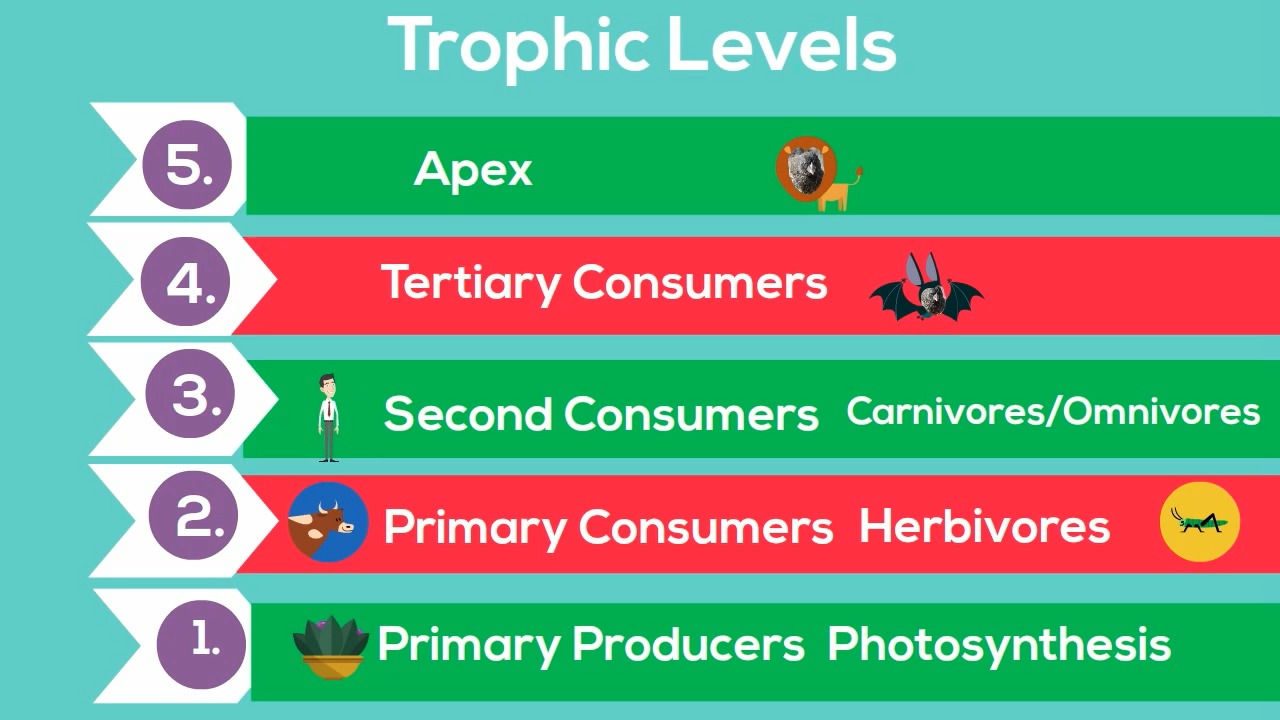 Trophic Levels
5. Apex
4. Tertiary Consumers
3. Second Consumers Carnivores/Omnivores
2. Primary Consumers Herbivores
1. Primary Producers Photosynthesis